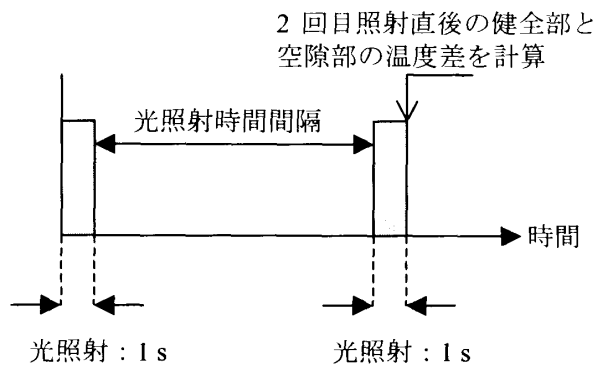 2 回目照射直後の健全部と
空隙部の温度差を計算
光照射時間間隔
時間
光照射：1 s
光照射：1 s